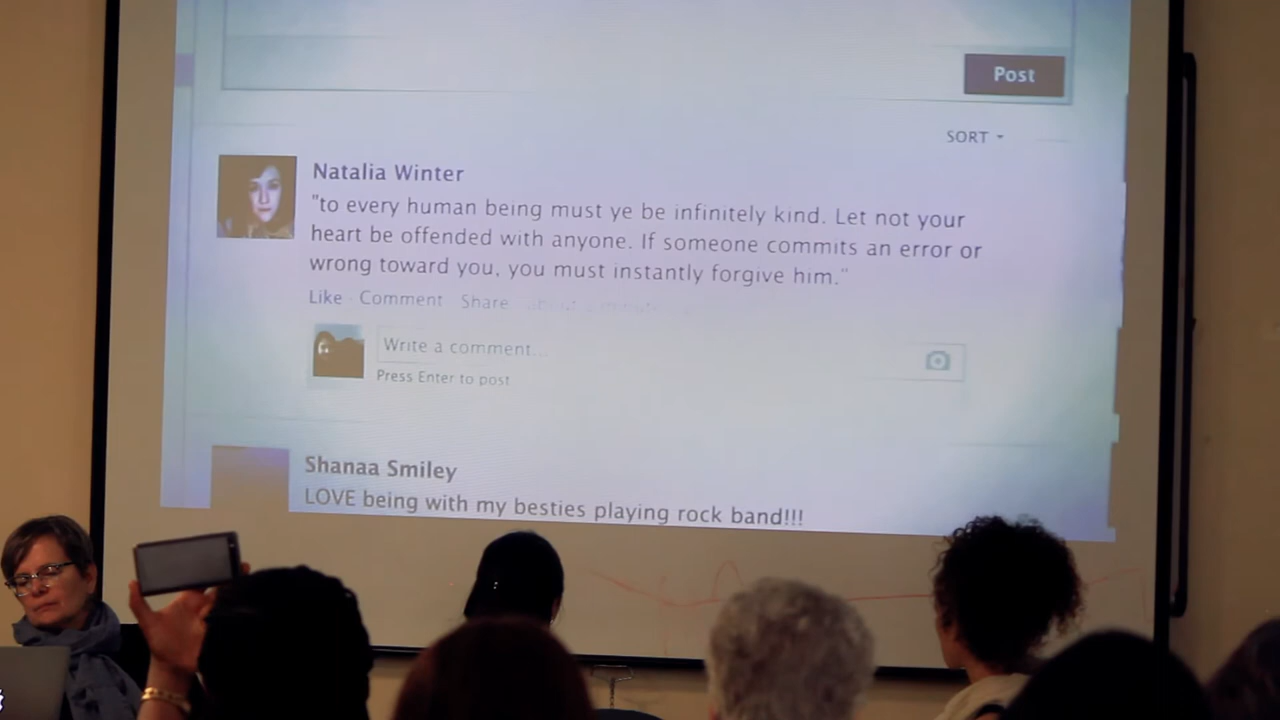 Post
SORT
Natalia Winter
"to every human being must ye be infinitely kind. Let not your
heart be offended with anyone. If someone commits an error or
wrong toward you, you must instantly forgive him."
Like · Comment Share
Write a comment...
Press Enter to post
Shanaa Smiley
LOVE being with my besties playing rock band!!!